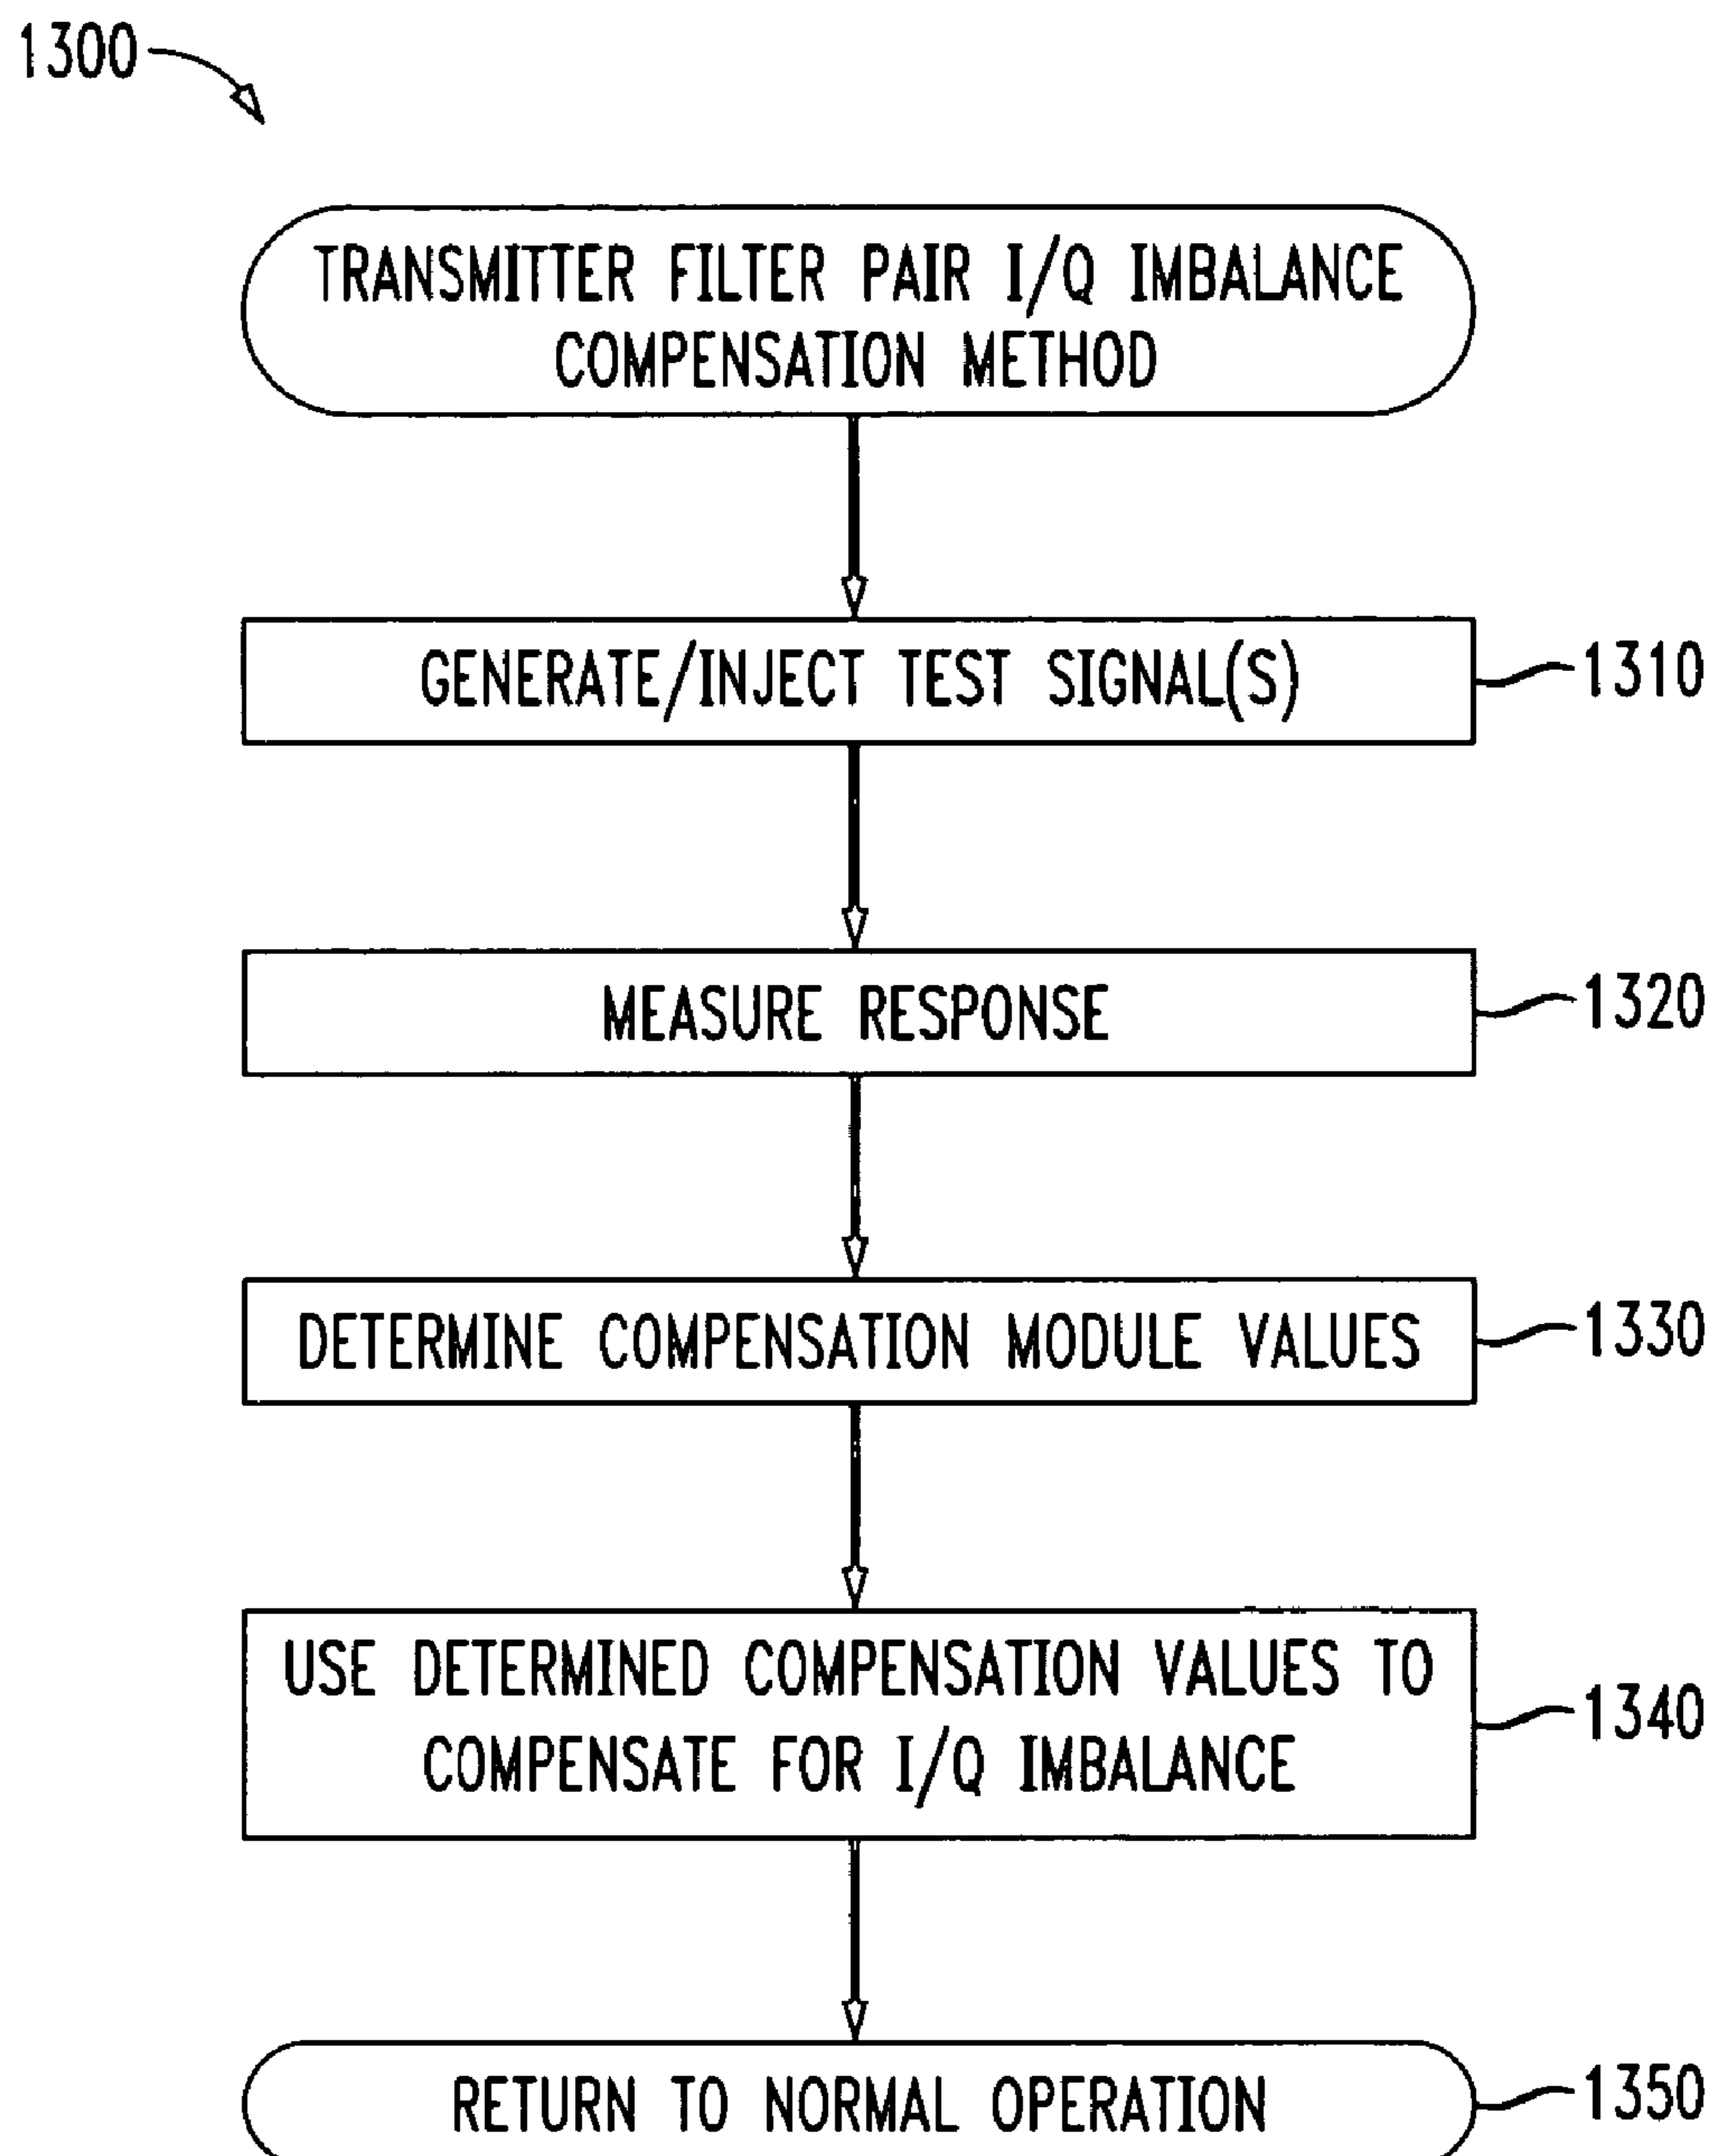 1300
TRANSMITTER FILTER PAIR I/Q IMBALANCE
COMPENSATION METHOD
GENERATE/INJECT TEST SIGNAL(S)
1310
MEASURE RESPONSE
1320
DETERMINE COMPENSATION MODULE VALUES
1330
USE DETERMINED COMPENSATION VALUES TO
COMPENSATE FOR I/Q IMBALANCE
1340
RETURN TO NORMAL OPERATION
1350